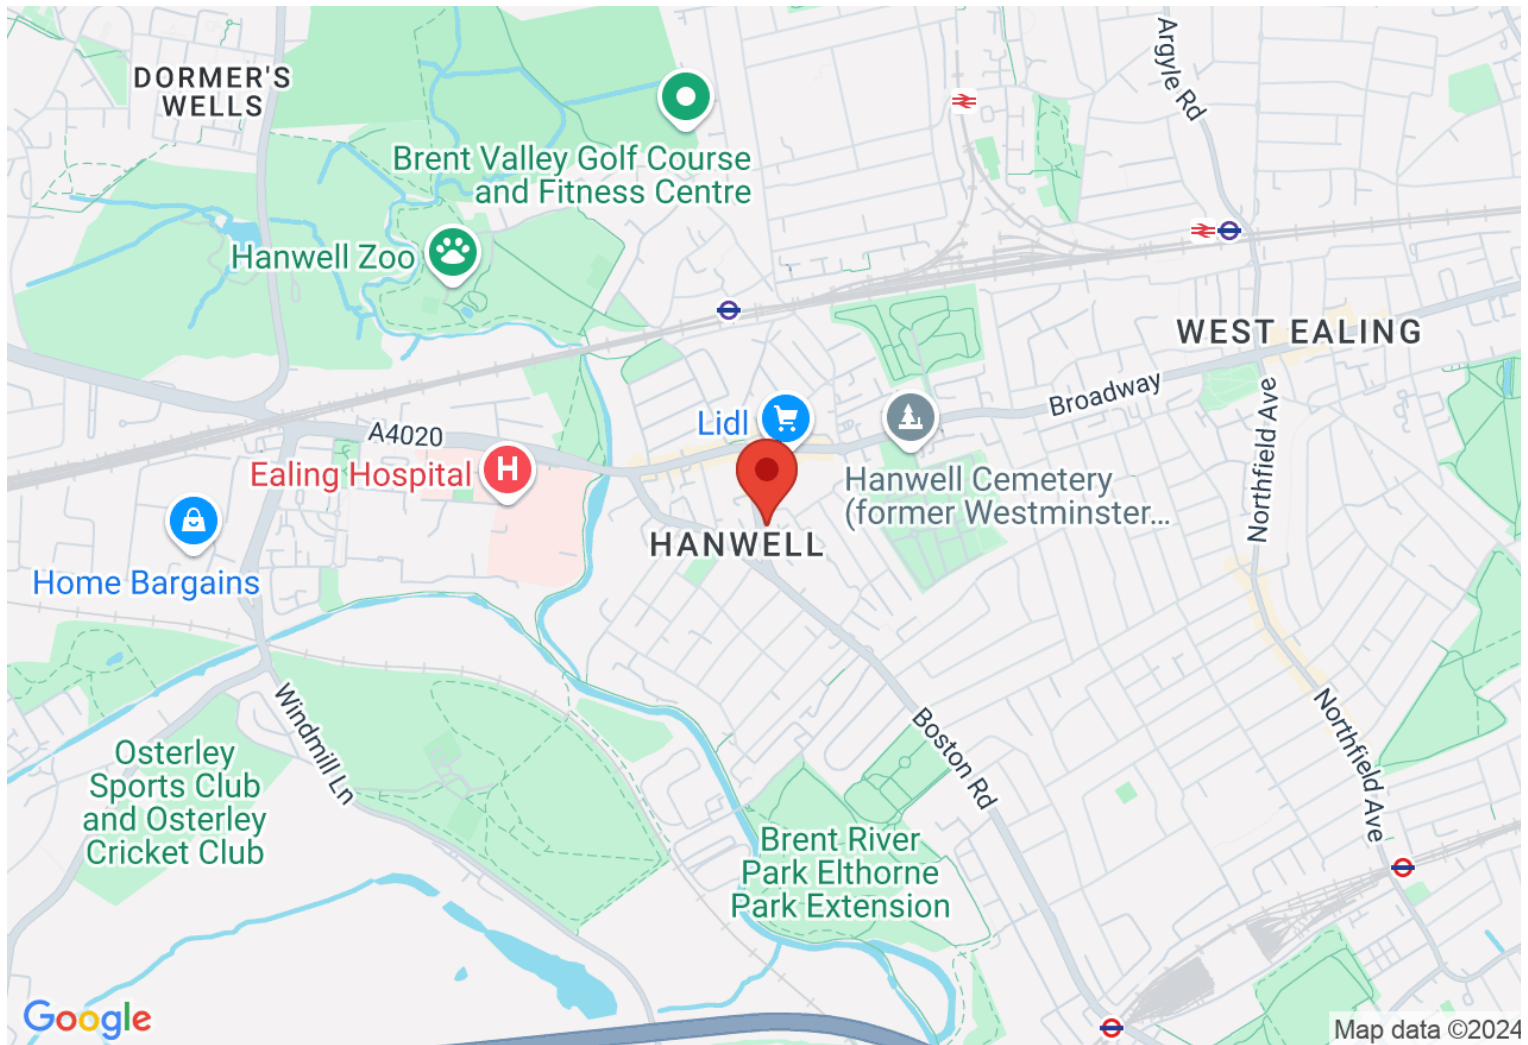 Argyle Rd
DORMER'S
WELLS
Brent Valley Golf Course
and Fitness Centre
Hanwell Zoo
WEST EALING
Broadway
Lidl
A4020
Northfield Ave
Ealing Hospital
H
Hanwell Cemetery
(former Westminster...
HANWELL
Home Bargains
Windmill Ln
Boston Rd
Northfield Ave
Osterley
Sports Club
and Osterley
Cricket Club
Brent River
Park Elthorne
Park Extension
Google
Map data ©2024